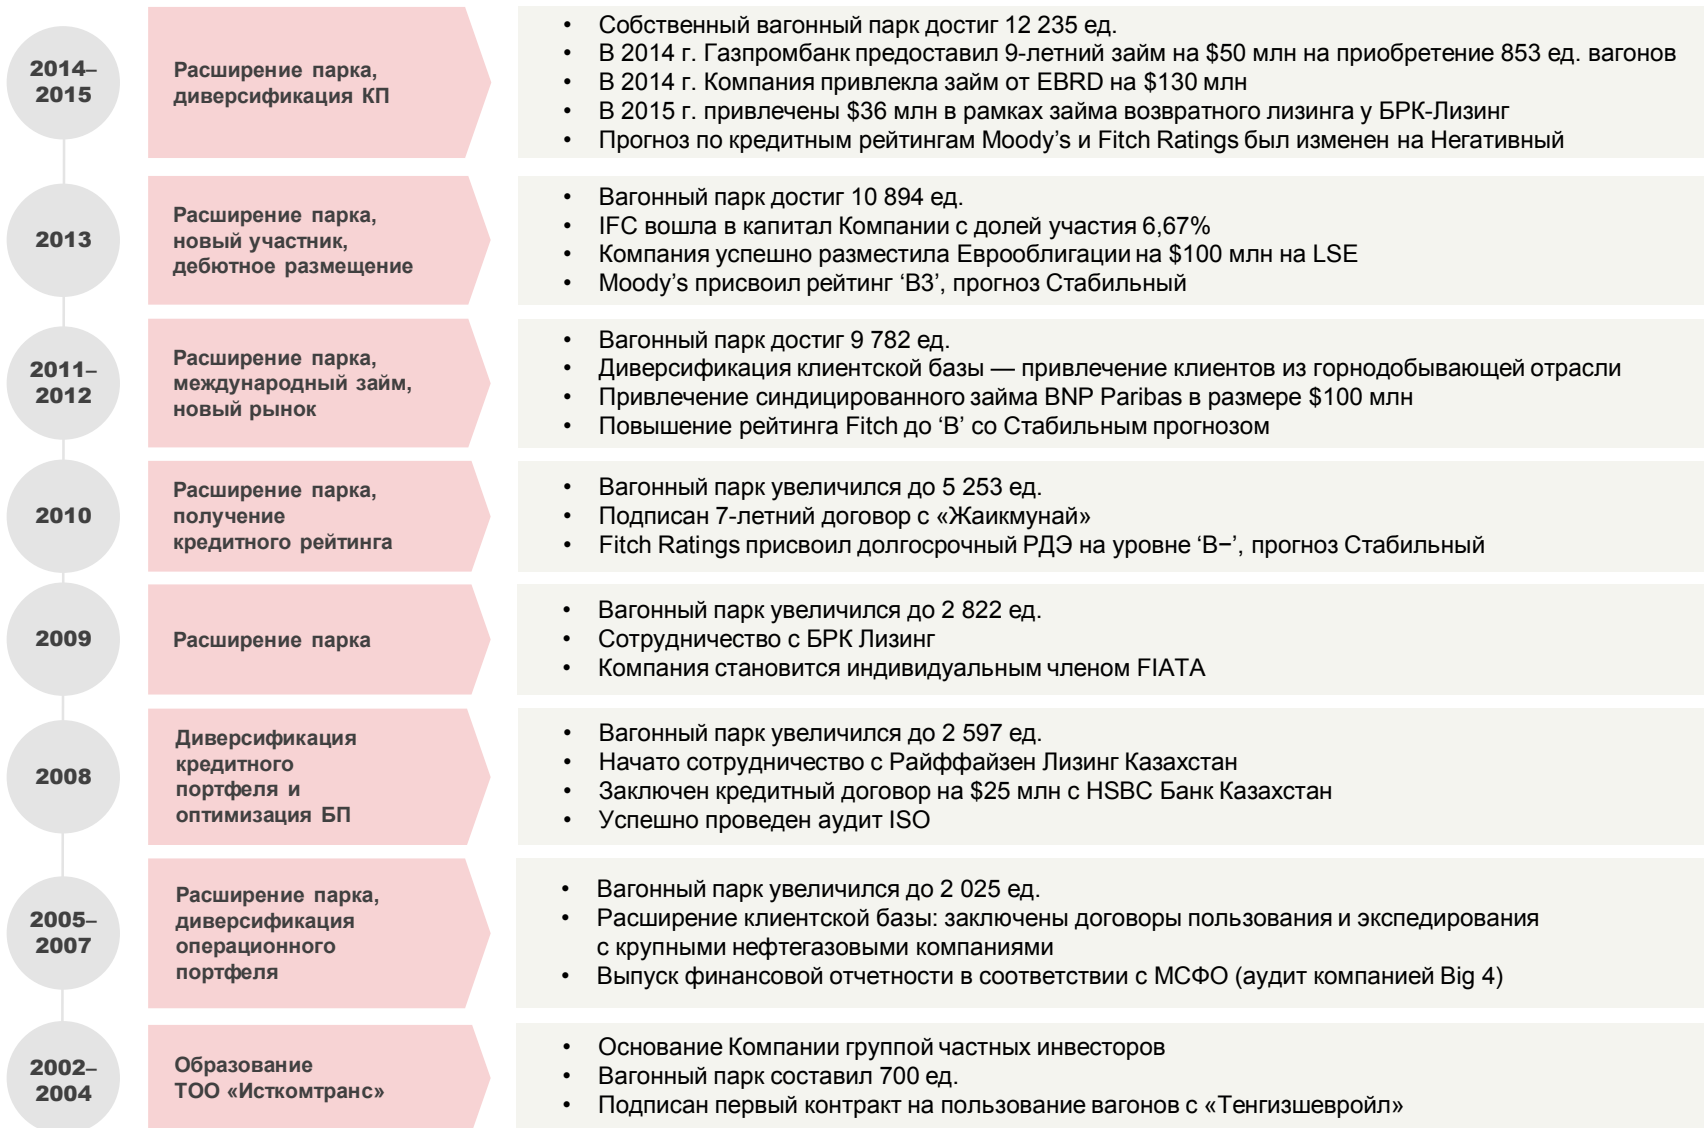 2014–
2015
Расширение парка,
диверсификация КП
• Собственный вагонный парк достиг 12 235 ед.
• В 2014 г. Газпромбанк предоставил 9-летний займ на $50 млн на приобретение 853 ед. вагонов
• В 2014 г. Компания привлекла займ от EBRD на $130 млн
• В 2015 г. привлечены $36 млн в рамках займа возвратного лизинга у БРК-Лизинг
• Прогноз по кредитным рейтингам Moody’s и Fitch Ratings был изменен на Негативный
2013
Расширение парка,
новый участник,
дебютное размещение
• Вагонный парк достиг 10 894 ед.
• IFC вошла в капитал Компании с долей участия 6,67%
• Компания успешно разместила Еврооблигации на $100 млн на LSE
• Moody’s присвоил рейтинг ‘B3’, прогноз Стабильный
2011–
2012
Расширение парка,
международный займ,
новый рынок
• Вагонный парк достиг 9 782 ед.
• Диверсификация клиентской базы — привлечение клиентов из горнодобывающей отрасли
• Привлечение синдицированного займа BNP Paribas в размере $100 млн
• Повышение рейтинга Fitch до ‘B’ со Стабильным прогнозом
2010
Расширение парка,
получение
кредитного рейтинга
• Вагонный парк увеличился до 5 253 ед.
• Подписан 7-летний договор с «Жаикмунай»
• Fitch Ratings присвоил долгосрочный РДЭ на уровне ‘B−’, прогноз Стабильный
2009
Расширение парка
• Вагонный парк увеличился до 2 822 ед.
• Сотрудничество с БРК Лизинг
• Компания становится индивидуальным членом FIATA
2008
Диверсификация
кредитного
портфеля и
оптимизация БП
• Вагонный парк увеличился до 2 597 ед.
• Начато сотрудничество с Райффайзен Лизинг Казахстан
• Заключен кредитный договор на $25 млн с HSBC Банк Казахстан
• Успешно проведен аудит ISO
2005–
2007
Расширение парка,
диверсификация
операционного
портфеля
• Вагонный парк увеличился до 2 025 ед.
• Расширение клиентской базы: заключены договоры пользования и экспедирования
с крупными нефтегазовыми компаниями
• Выпуск финансовой отчетности в соответствии с МСФО (аудит компанией Big 4)
2002–
2004
Образование
ТОО «Исткомтранс»
• Основание Компании группой частных инвесторов
• Вагонный парк составил 700 ед.
• Подписан первый контракт на пользование вагонов с «Тенгизшевройл»